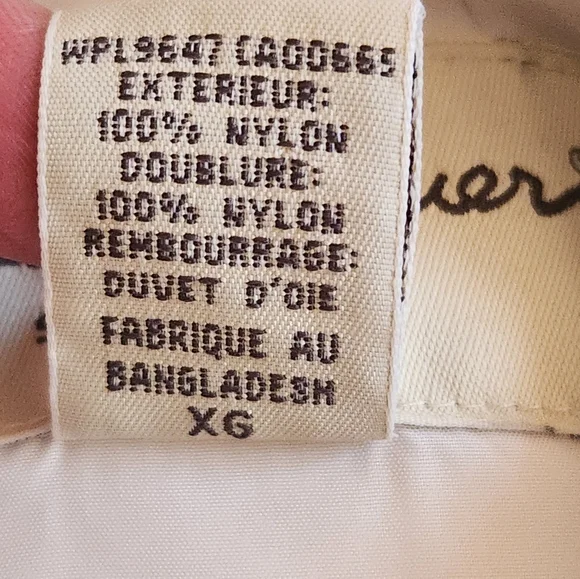 WPL9647 CA00669
EXTERIEUR:
100% NYLON
DOUBLURE:
100% NYLON
REMBOURRAGE:
DUVET D'OIE
FABRIQUE AU
BANGLADESH
XG